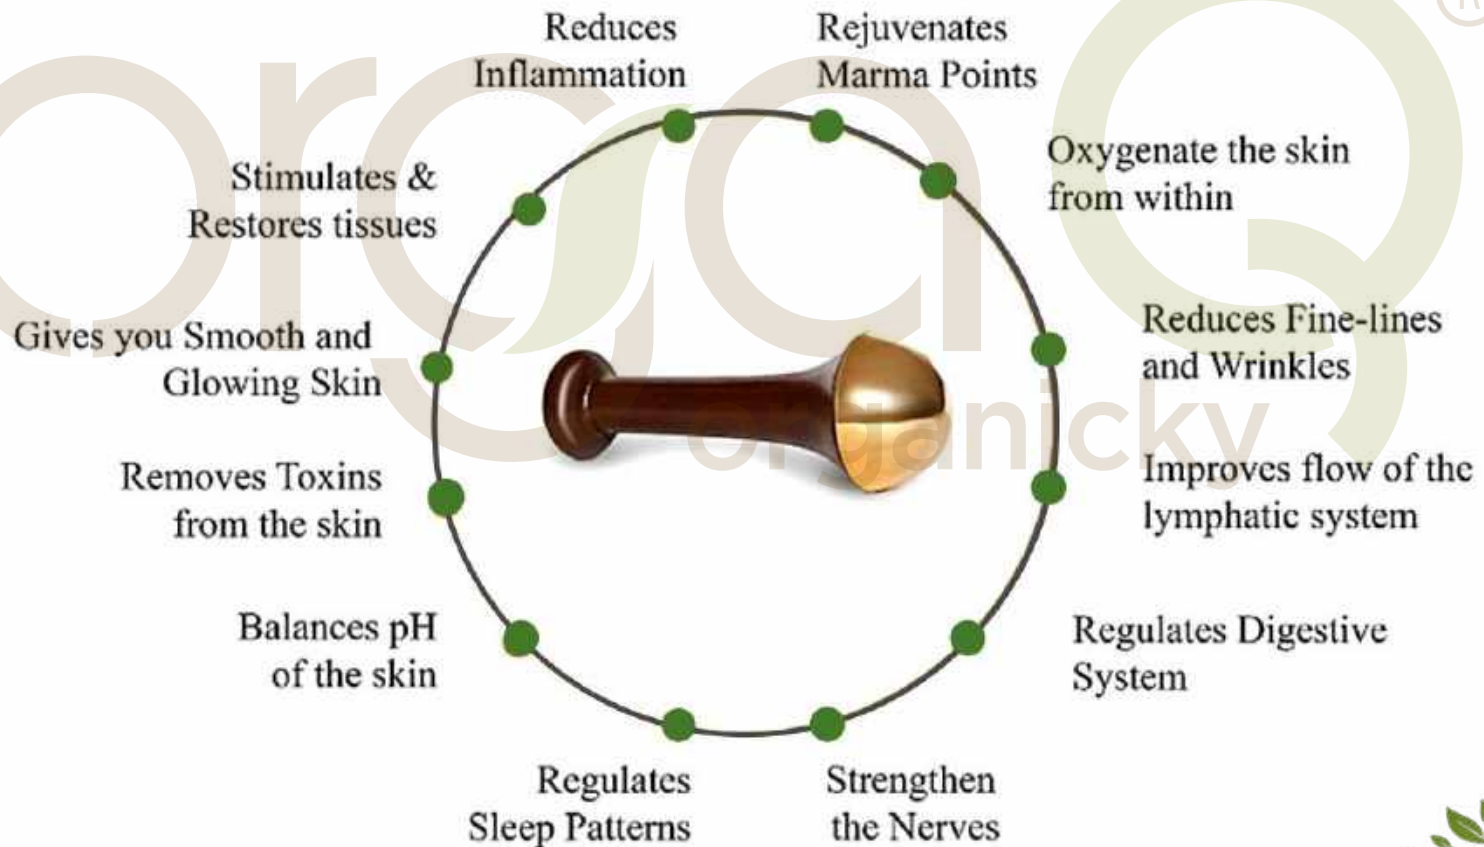 Reduces
Inflammation
Rejuvenates
Marma Points
Oxygenate the skin
from within
Reduces Fine-lines
and Wrinkles
Improves flow of the
lymphatic system
Regulates Digestive
System
Strengthen
the Nerves
Regulates
Sleep Patterns
Balances pH
of the skin
Removes Toxins
from the skin
Gives you Smooth and
Glowing Skin
Stimulates &
Restores tissues
orgaQ
®
organicky